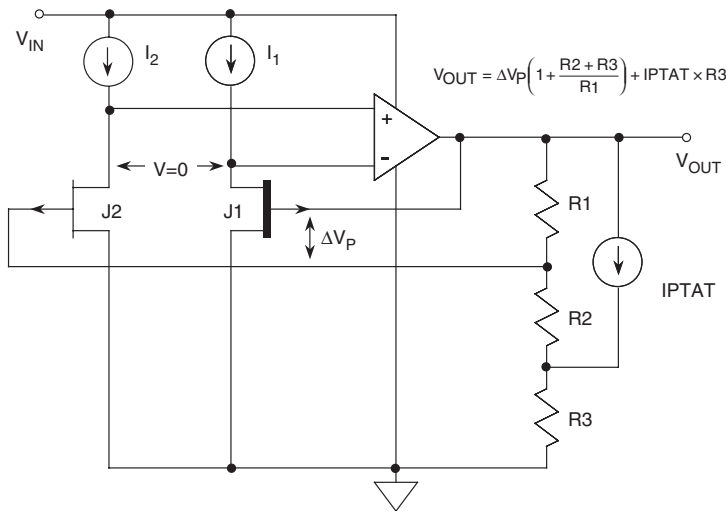 V_IN
I_2
I_1
V_OUT = ΔV_P(1 + (R2 + R3)/R1) + IPTAT × R3
+
-
V=0
V_OUT
J2
J1
ΔV_P
R1
IPTAT
R2
R3